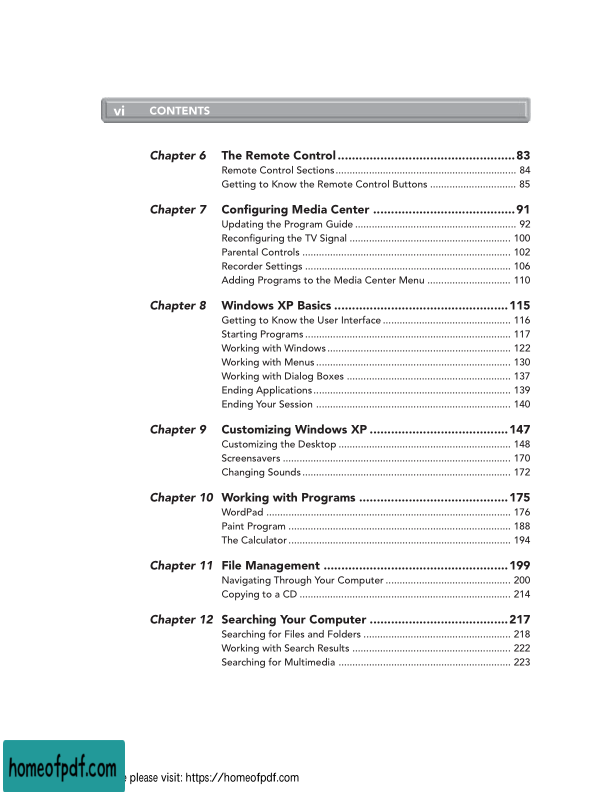 vi CONTENTS
Chapter 6 The Remote Control.................................................. 83
Remote Control Sections................................................................. 84
Getting to Know the Remote Control Buttons ............................... 85
Chapter 7 Configuring Media Center ........................................ 91
Updating the Program Guide .......................................................... 92
Reconfiguring the TV Signal .......................................................... 100
Parental Controls ........................................................................... 102
Recorder Settings .......................................................................... 106
Adding Programs to the Media Center Menu .............................. 110
Chapter 8 Windows XP Basics ................................................. 115
Getting to Know the User Interface .............................................. 116
Starting Programs .......................................................................... 117
Working with Windows .................................................................. 122
Working with Menus ...................................................................... 130
Working with Dialog Boxes ........................................................... 137
Ending Applications ....................................................................... 139
Ending Your Session ...................................................................... 140
Chapter 9 Customizing Windows XP ....................................... 147
Customizing the Desktop .............................................................. 148
Screensavers .................................................................................. 170
Changing Sounds ........................................................................... 172
Chapter 10 Working with Programs .......................................... 175
WordPad ........................................................................................ 176
Paint Program ................................................................................ 188
The Calculator ................................................................................ 194
Chapter 11 File Management .................................................... 199
Navigating Through Your Computer ............................................. 200
Copying to a CD ............................................................................ 214
Chapter 12 Searching Your Computer ....................................... 217
Searching for Files and Folders ..................................................... 218
Working with Search Results ......................................................... 222
Searching for Multimedia .............................................................. 223
homeofpdf.com
please visit: https://homeofpdf.com